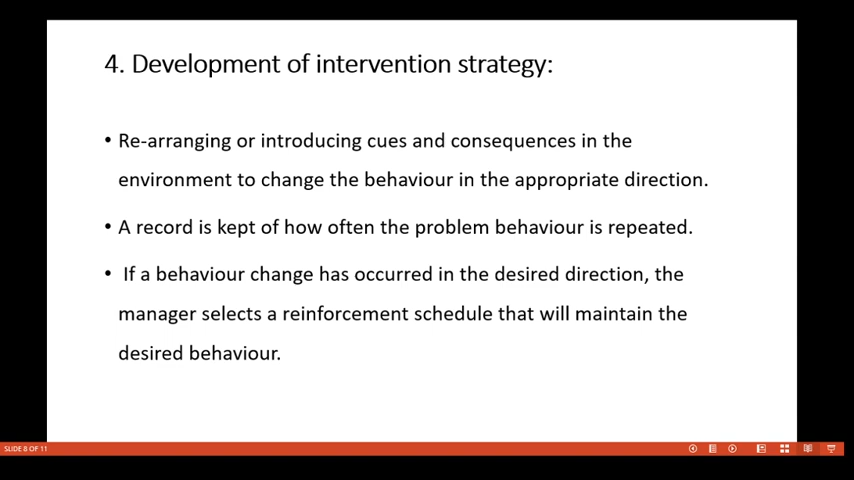 4. Development of intervention strategy:
• Re-arranging or introducing cues and consequences in the
environment to change the behaviour in the appropriate direction.
• A record is kept of how often the problem behaviour is repeated.
• If a behaviour change has occurred in the desired direction, the
manager selects a reinforcement schedule that will maintain the
desired behaviour.
SLIDE 8 OF 11